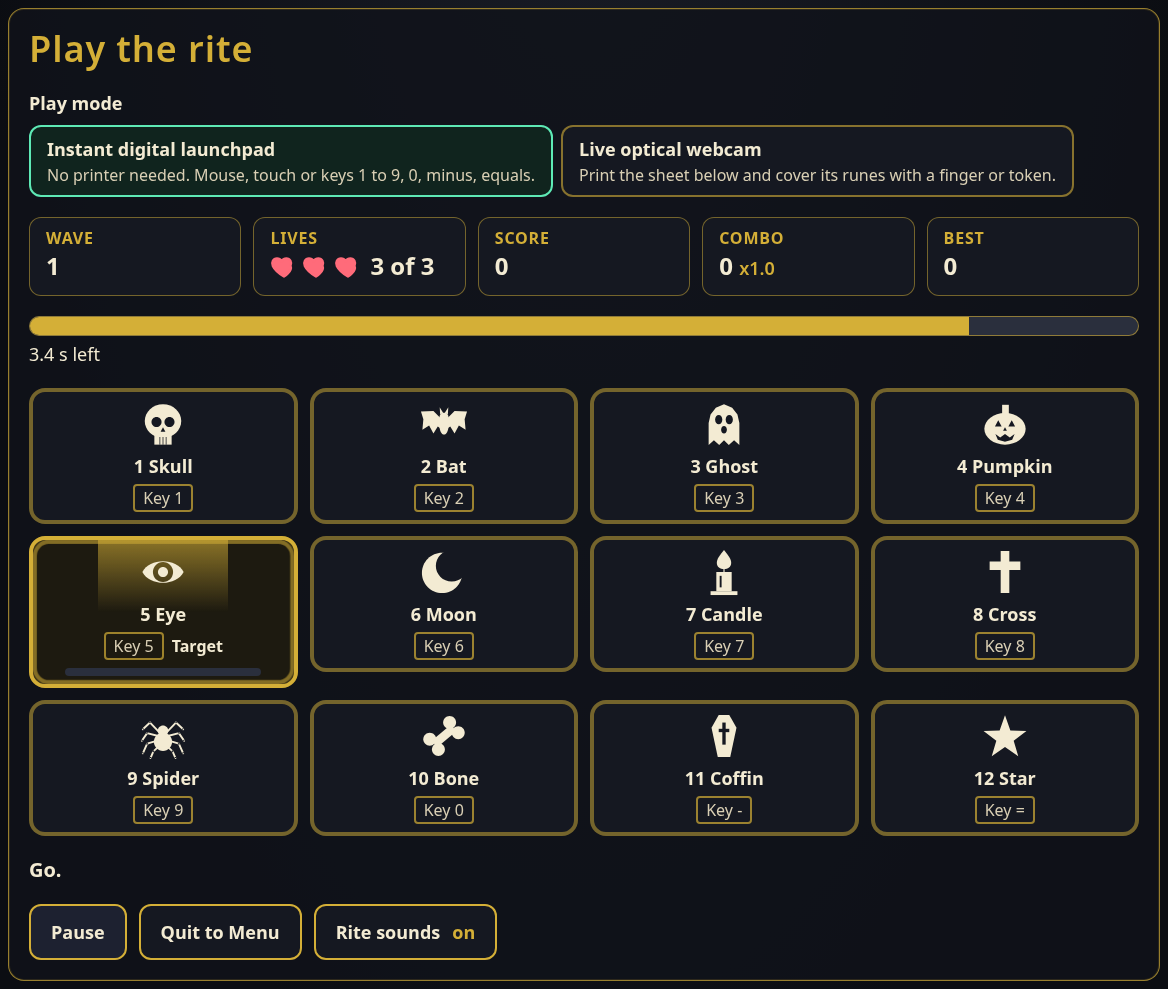 Play the rite
Play mode
Instant digital launchpad
No printer needed. Mouse, touch or keys 1 to 9, 0, minus, equals.
Live optical webcam
Print the sheet below and cover its runes with a finger or token.
WAVE
1
LIVES
3 of 3
SCORE
0
COMBO
0 x1.0
BEST
0
3.4 s left
1 Skull
Key 1
2 Bat
Key 2
3 Ghost
Key 3
4 Pumpkin
Key 4
5 Eye
Key 5 Target
6 Moon
Key 6
7 Candle
Key 7
8 Cross
Key 8
9 Spider
Key 9
10 Bone
Key 0
11 Coffin
Key -
12 Star
Key =
Go.
Pause
Quit to Menu
Rite sounds on